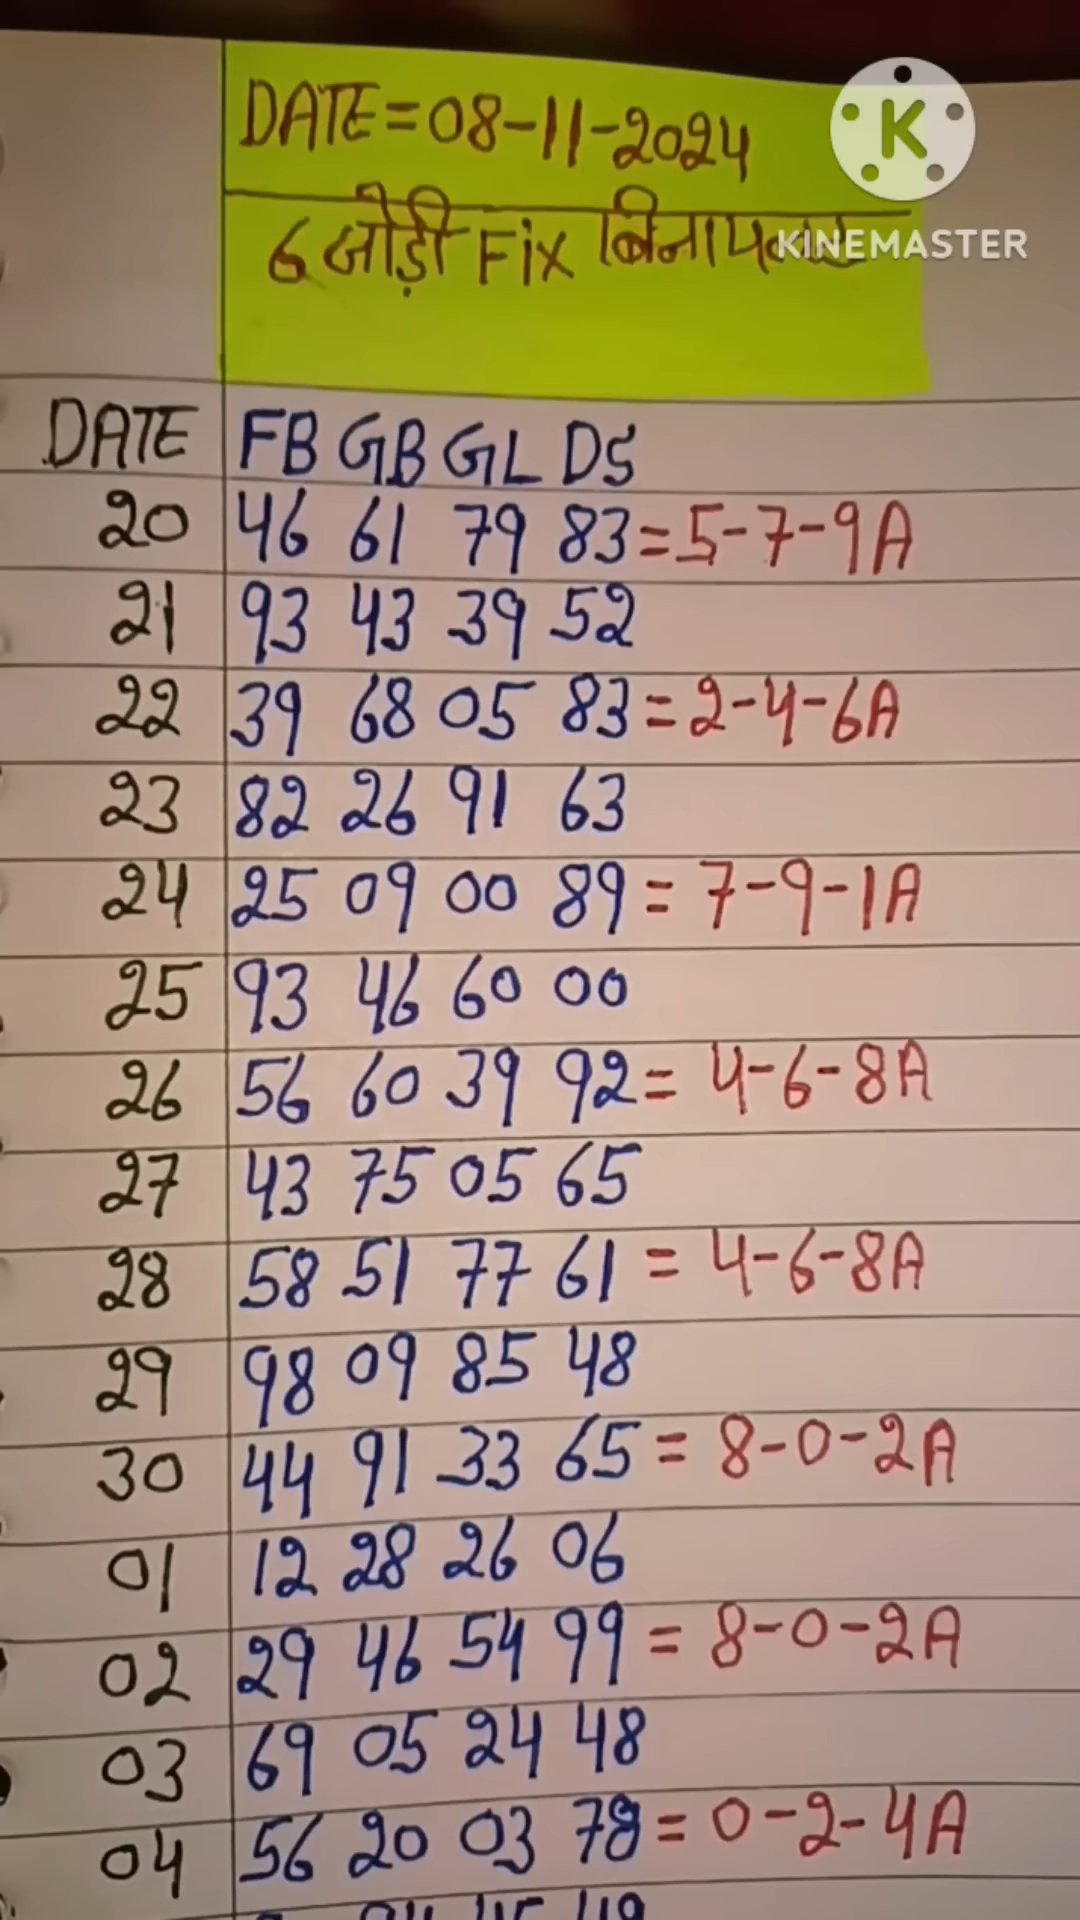 DATE=08-11-2024
K
6 जोड़ी Fix बिना
KINEMASTER
DATE FB GB GL DS
20 46 61 79 83=5-7-9A
21 93 43 39 52
22 39 68 05 83=2-4-6A
23 82 26 91 63
24 25 09 00 89=7-9-1A
25 93 46 60 00
26 56 60 39 92=4-6-8A
27 43 75 05 65
28 58 51 77 61=4-6-8A
29 98 09 85 48
30 44 91 33 65=8-0-2A
01 12 28 26 06
02 29 46 54 99=8-0-2A
03 69 05 24 48
04 56 20 03 78=0-2-4A